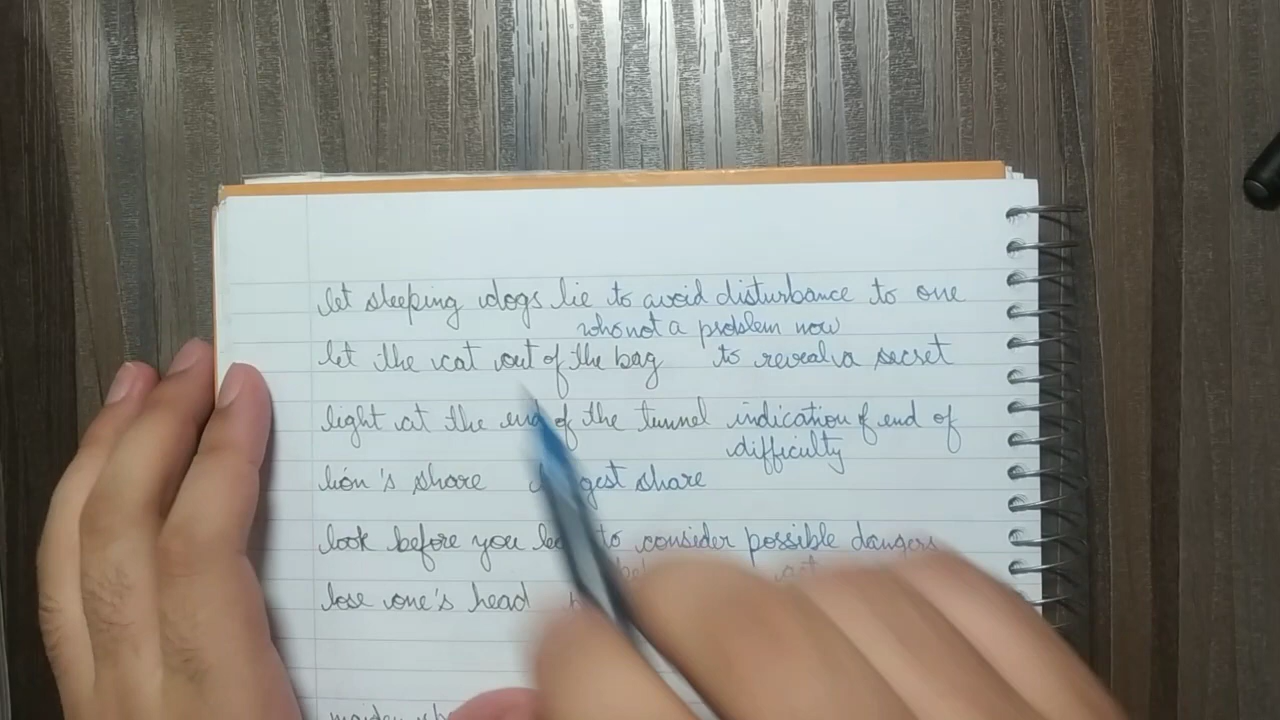 let sleeping dogs lie to avoid disturbance to one
who not a problem now
let the cat out of the bag to reveal a secret
light at the end of the tunnel indication of end of
difficulty
lion's share share
look before you to consider possible dangers
lose one's head